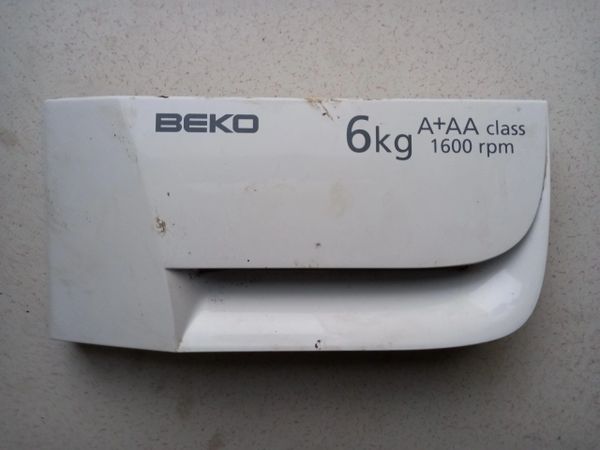 BEKO
6kg
A+AA class
1600 rpm